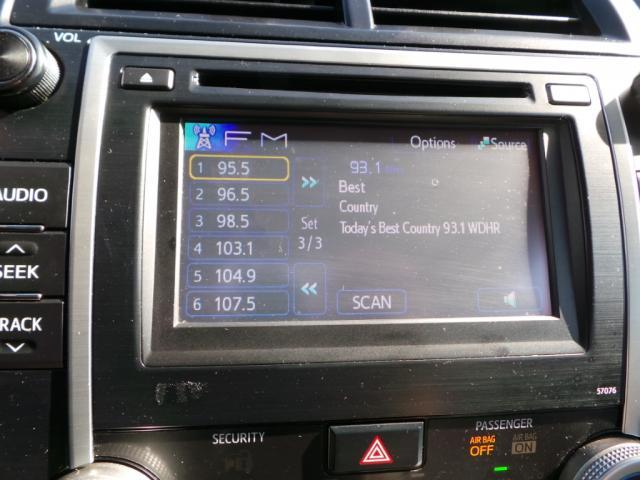 VOL
FM
Options
Source
1 95.5
93.1
2 96.5
Best
Country
3 98.5
Set
Today's Best Country 93.1 WDHR
AUDIO
4 103.1
3/3
5 104.9
SEEK
6 107.5
SCAN
TRACK
57076
SECURITY
PASSENGER
AIR BAG
OFF
AIR BAG
ON